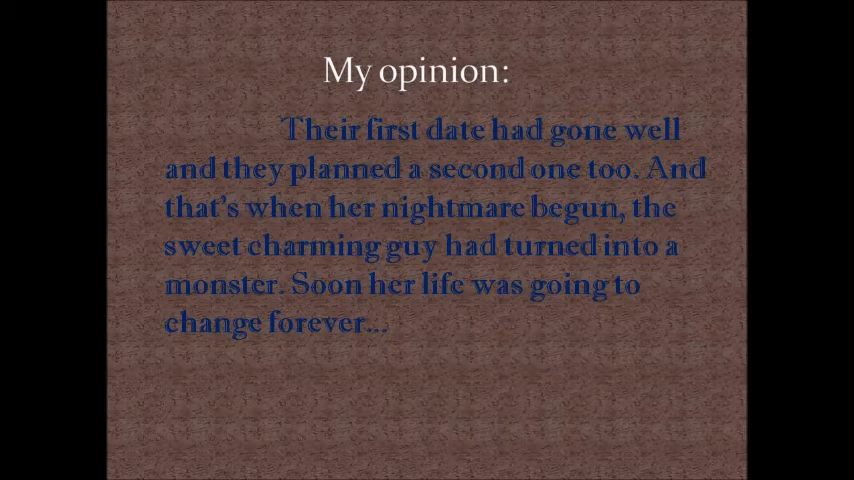 My opinion:
Their first date had gone well
and they planned a second one too. And
that's when her nightmare begun, the
sweet charming guy had turned into a
monster. Soon her life was going to
change forever...